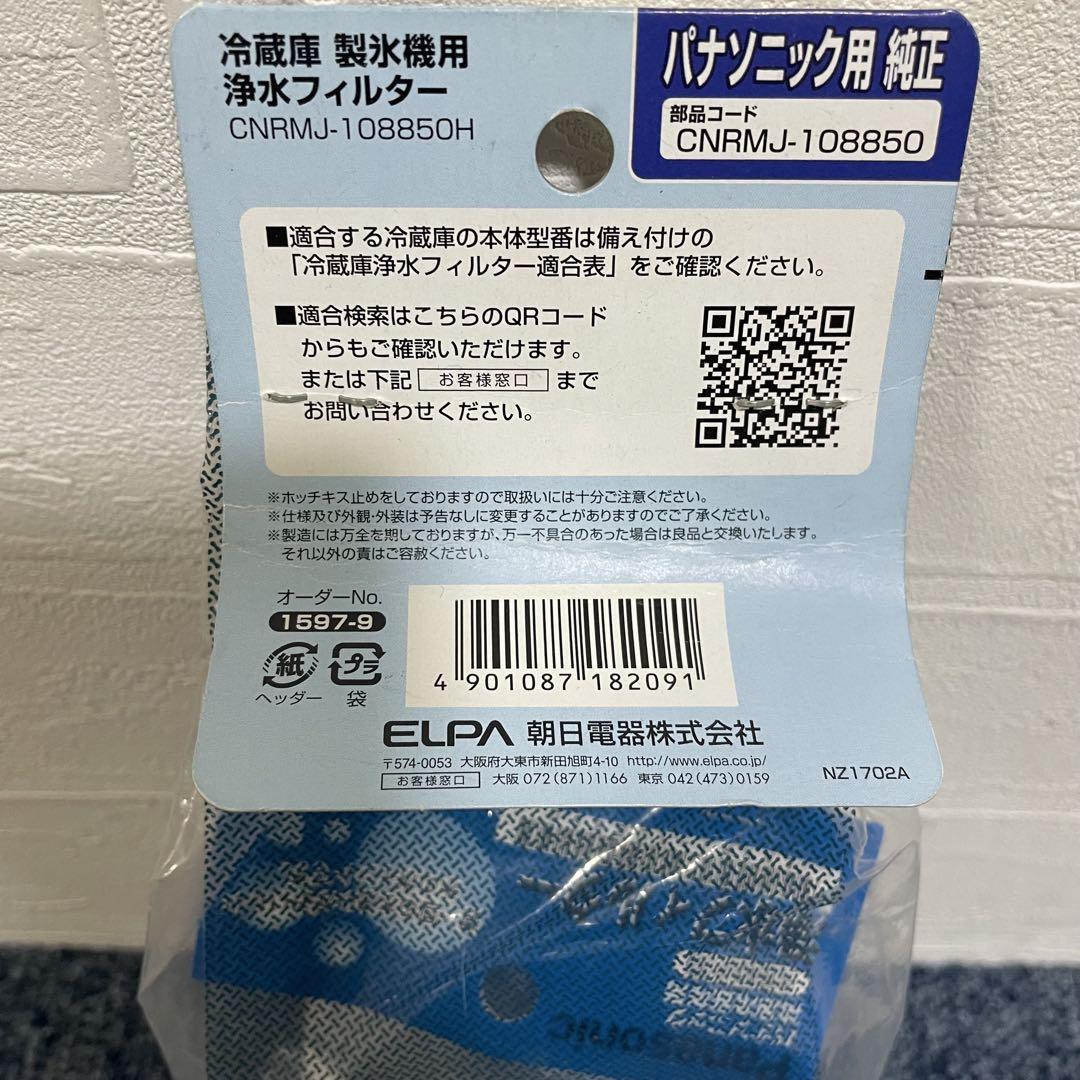 冷蔵庫 製氷機用
浄水フィルター
CNRMJ-108850H
パナソニック用 純正
部品コード
CNRMJ-108850
■適合する冷蔵庫の本体型番は備え付けの
「冷蔵庫浄水フィルター適合表」をご確認ください。
■適合検索はこちらのQRコード
からもご確認いただけます。
または下記 お客様窓口 まで
お問い合わせください。
※ホッチキス止めをしておりますので取扱いには十分ご注意ください。
※仕様及び外観・外装は予告なしに変更することがありますのでご了承ください。
※製造には万全を期しておりますが、万一不具合のあった場合は良品と交換いたします。
それ以外の責はご容赦ください。
オーダーNo.
1597-9
紙 プラ
ヘッダー 袋
4 901087 182091
ELPA 朝日電器株式会社
〒574-0053 大阪府大東市新田旭町4-10 http://www.elpa.co.jp/
お客様窓口 大阪 072(871)1166 東京 042(473)0159
NZ1702A
浄水フィルター
Panasonic